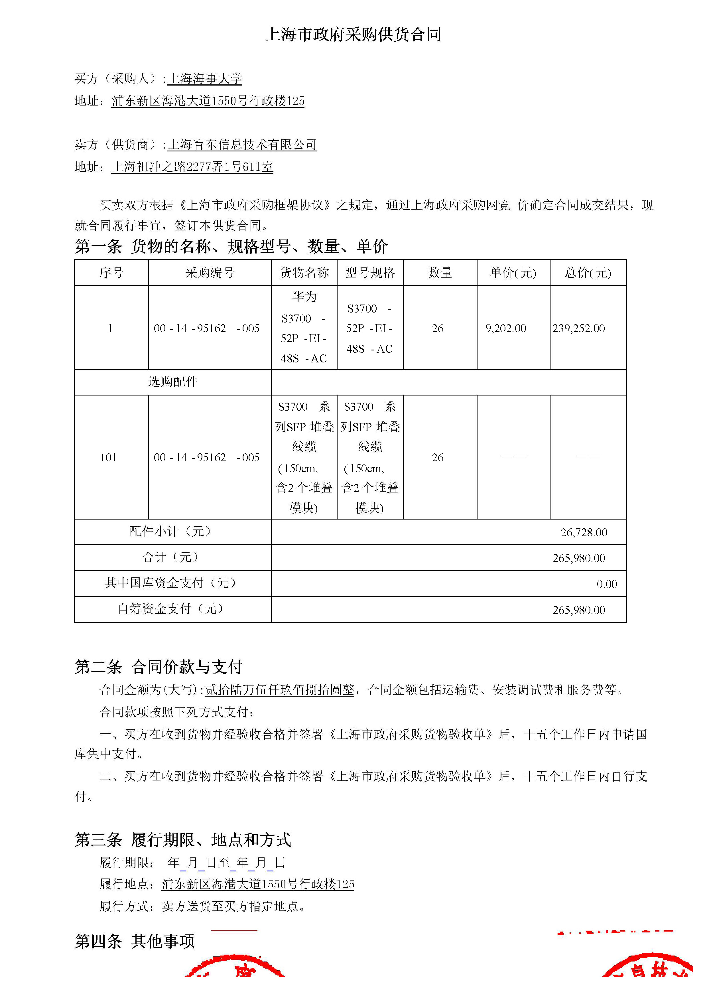 上海市政府采购供货合同
买方（采购人）:上海海事大学
地址：浦东新区海港大道1550号行政楼125
卖方（供货商）:上海育东信息技术有限公司
地址：上海祖冲之路2277弄1号611室
买卖双方根据《上海市政府采购框架协议》之规定，通过上海政府采购网竞 价确定合同成交结果，现
就合同履行事宜，签订本供货合同。
第一条 货物的名称、规格型号、数量、单价
序号 采购编号 货物名称 型号规格 数量 单价(元) 总价(元)
1 00 -14 -95162 -005 华为 S3700 - 52P -EI - 48S -AC S3700 - 52P -EI - 48S -AC 26 9,202.00 239,252.00
选购配件
101 00 -14 -95162 -005 S3700 系列SFP 堆叠线缆 (150cm, 含2 个堆叠模块) S3700 系列SFP 堆叠线缆 (150cm, 含2 个堆叠模块) 26 —— ——
配件小计（元） 26,728.00
合计（元） 265,980.00
其中国库资金支付（元） 0.00
自筹资金支付（元） 265,980.00
第二条 合同价款与支付
合同金额为(大写):贰拾陆万伍仟玖佰捌拾圆整，合同金额包括运输费、安装调试费和服务费等。
合同款项按照下列方式支付：
一、买方在收到货物并经验收合格并签署《上海市政府采购货物验收单》后，十五个工作日内申请国
库集中支付。
二、买方在收到货物并经验收合格并签署《上海市政府采购货物验收单》后，十五个工作日内自行支
付。
第三条 履行期限、地点和方式
履行期限： 年_月_日至_年_月_日
履行地点：浦东新区海港大道1550号行政楼125
履行方式：卖方送货至买方指定地点。
第四条 其他事项